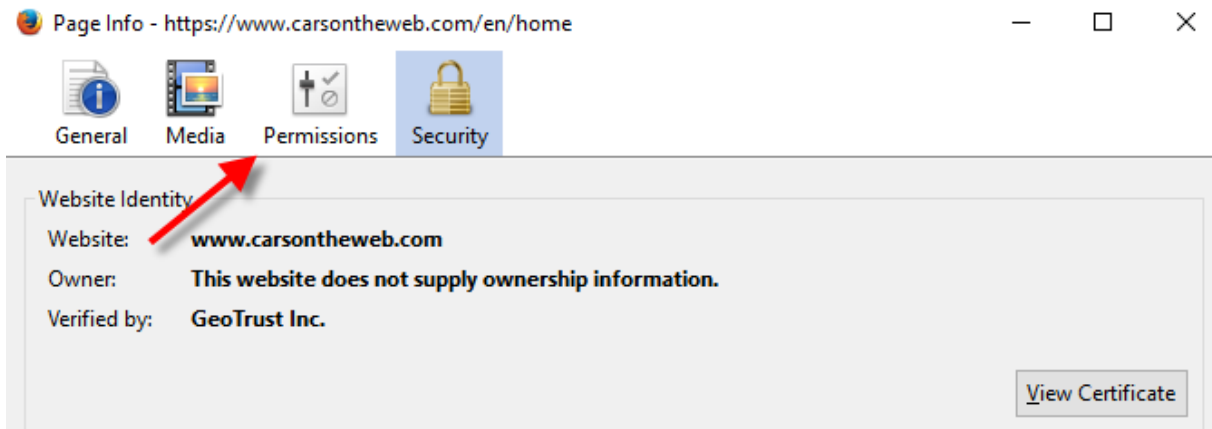 Page Info - https://www.carsontheweb.com/en/home
General Media Permissions Security
Website Identity
Website: www.carsontheweb.com
Owner: This website does not supply ownership information.
Verified by: GeoTrust Inc.
View Certificate